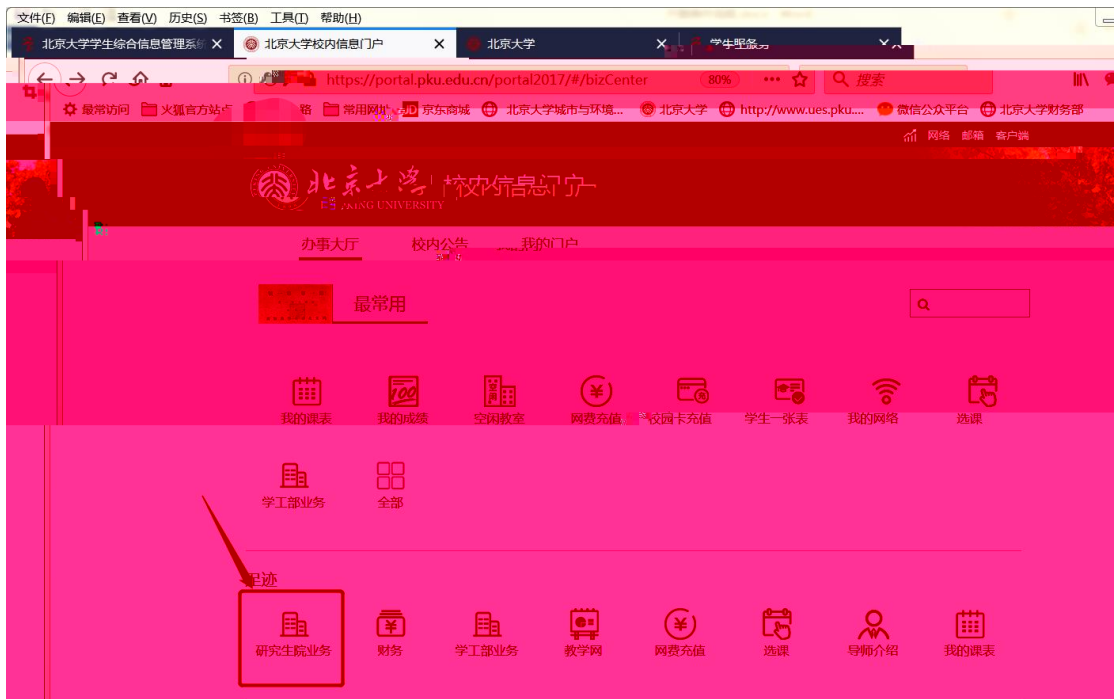 文件(F) 编辑(E) 查看(V) 历史(S) 书签(B) 工具(T) 帮助(H)
北京大学学生综合信息管理系统 北京大学校内信息门户 北京大学
https://portal.pku.edu.cn/portal2017/#/bizCenter 80% 搜索
最常访问 火狐官方站点 常用网址 JD 京东商城 北京大学城市与环境... 北京大学 http://www.ues.pku.... 微信公众平台 北京大学财务部
网络 邮箱 客户端
北京大学 校内信息门户
PEKING UNIVERSITY
办事大厅 校内公告 我的门户
最常用
我的课表 我的成绩 空闲教室 网费充值 校园卡充值 学生一张表 我的网络 选课
学工部业务 全部
足迹
研究生院业务 财务 学工部业务 教学网 网费充值 选课 导师介绍 我的课表